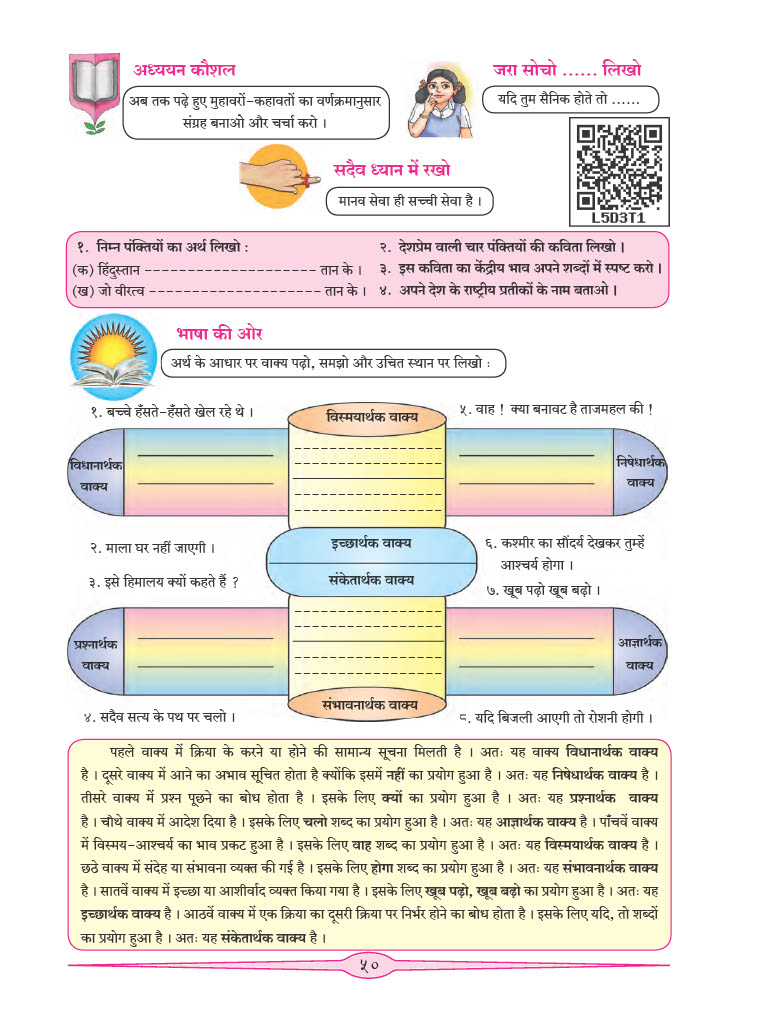 अध्ययन कौशल
अब तक पढ़े हुए मुहावरों-कहावतों का वर्णक्रमानुसार
संग्रह बनाओ और चर्चा करो ।
जरा सोचो ...... लिखो
यदि तुम सैनिक होते तो ......
L5D3T1
सदैव ध्यान में रखो
मानव सेवा ही सच्ची सेवा है ।
१. निम्न पंक्तियों का अर्थ लिखो :
(क) हिंदुस्तान -------------------- तान के ।
(ख) जो वीरत्व -------------------- तान के ।
२. देशप्रेम वाली चार पंक्तियों की कविता लिखो ।
३. इस कविता का केंद्रीय भाव अपने शब्दों में स्पष्ट करो ।
४. अपने देश के राष्ट्रीय प्रतीकों के नाम बताओ ।
भाषा की ओर
अर्थ के आधार पर वाक्य पढ़ो, समझो और उचित स्थान पर लिखो :
१. बच्चे हँसते-हँसते खेल रहे थे ।
विस्मयार्थक वाक्य
५. वाह ! क्या बनावट है ताजमहल की !
विधानार्थक
वाक्य
निषेधार्थक
वाक्य
२. माला घर नहीं जाएगी ।
३. इसे हिमालय क्यों कहते हैं ?
इच्छार्थक वाक्य
संकेतार्थक वाक्य
६. कश्मीर का सौंदर्य देखकर तुम्हें
आश्चर्य होगा ।
७. खूब पढ़ो खूब बढ़ो ।
प्रश्नार्थक
वाक्य
आज्ञार्थक
वाक्य
४. सदैव सत्य के पथ पर चलो ।
संभावनार्थक वाक्य
८. यदि बिजली आएगी तो रोशनी होगी ।
पहले वाक्य में क्रिया के करने या होने की सामान्य सूचना मिलती है । अतः यह वाक्य विधानार्थक वाक्य
है । दूसरे वाक्य में आने का अभाव सूचित होता है क्योंकि इसमें नहीं का प्रयोग हुआ है । अतः यह निषेधार्थक वाक्य है ।
तीसरे वाक्य में प्रश्न पूछने का बोध होता है । इसके लिए क्यों का प्रयोग हुआ है । अतः यह प्रश्नार्थक वाक्य
है । चौथे वाक्य में आदेश दिया है । इसके लिए चलो शब्द का प्रयोग हुआ है । अतः यह आज्ञार्थक वाक्य है । पाँचवें वाक्य
में विस्मय-आश्चर्य का भाव प्रकट हुआ है । इसके लिए वाह शब्द का प्रयोग हुआ है । अतः यह विस्मयार्थक वाक्य है ।
छठे वाक्य में संदेह या संभावना व्यक्त की गई है । इसके लिए होगा शब्द का प्रयोग हुआ है । अतः यह संभावनार्थक वाक्य
है । सातवें वाक्य में इच्छा या आशीर्वाद व्यक्त किया गया है । इसके लिए खूब पढ़ो, खूब बढ़ो का प्रयोग हुआ है । अतः यह
इच्छार्थक वाक्य है । आठवें वाक्य में एक क्रिया का दूसरी क्रिया पर निर्भर होने का बोध होता है । इसके लिए यदि, तो शब्दों
का प्रयोग हुआ है । अतः यह संकेतार्थक वाक्य है ।
५०